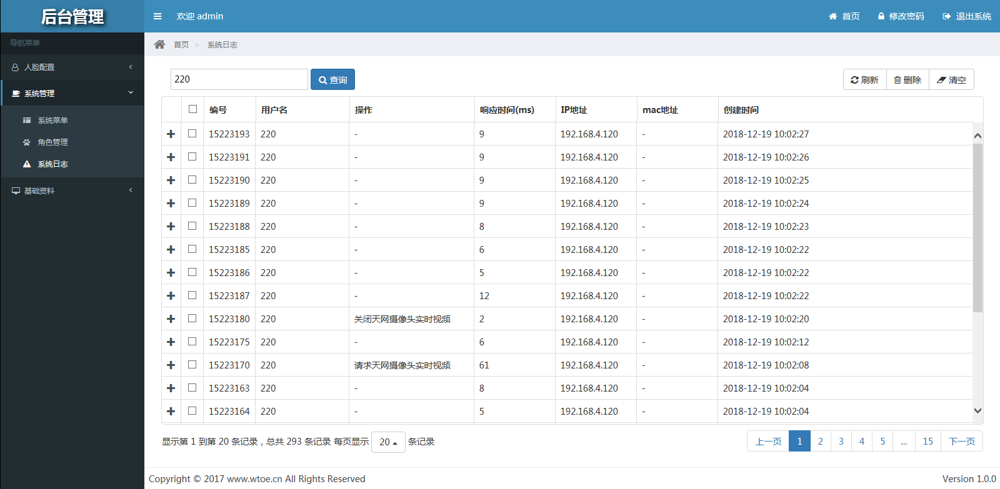 后台管理
欢迎 admin
首页 修改密码 退出系统
导航菜单
首页 > 系统日志
人脸配置
系统管理
系统菜单
角色管理
系统日志
基础资料
220 查询 刷新 删除 清空
编号 用户名 操作 响应时间(ms) IP地址 mac地址 创建时间
15223193 220 - 9 192.168.4.120 - 2018-12-19 10:02:27
15223191 220 - 9 192.168.4.120 - 2018-12-19 10:02:26
15223190 220 - 9 192.168.4.120 - 2018-12-19 10:02:25
15223189 220 - 9 192.168.4.120 - 2018-12-19 10:02:24
15223188 220 - 8 192.168.4.120 - 2018-12-19 10:02:23
15223185 220 - 6 192.168.4.120 - 2018-12-19 10:02:22
15223186 220 - 5 192.168.4.120 - 2018-12-19 10:02:22
15223187 220 - 12 192.168.4.120 - 2018-12-19 10:02:22
15223180 220 关闭天网摄像头实时视频 2 192.168.4.120 - 2018-12-19 10:02:20
15223175 220 - 6 192.168.4.120 - 2018-12-19 10:02:12
15223170 220 请求天网摄像头实时视频 61 192.168.4.120 - 2018-12-19 10:02:08
15223163 220 - 8 192.168.4.120 - 2018-12-19 10:02:04
15223164 220 - 5 192.168.4.120 - 2018-12-19 10:02:04
显示第 1 到第 20 条记录，总共 293 条记录 每页显示 20 条记录
上一页 1 2 3 4 5 ... 15 下一页
Copyright © 2017 www.wtoe.cn All Rights Reserved
Version 1.0.0